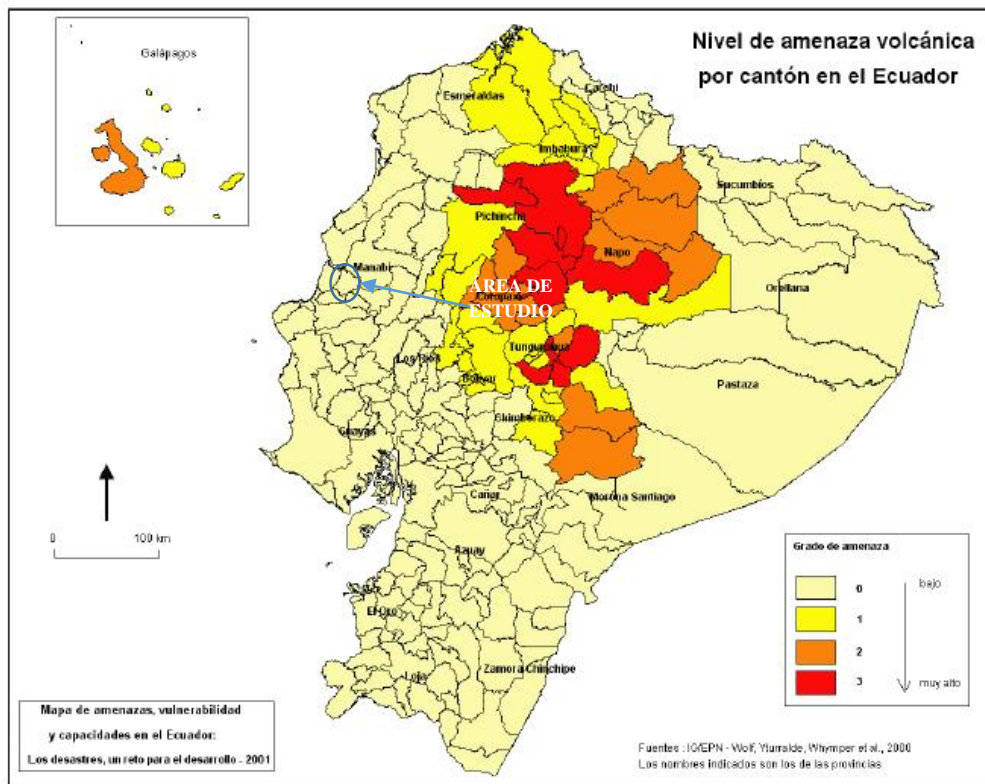 Nivel de amenaza volcánica
por cantón en el Ecuador
Galápagos
Esmeraldas
Carchi
Imbabura
Sucumbíos
Pichincha
Napo
Manabí
Orellana
Cotopaxi
ÁREA DE
ESTUDIO
Tungurahua
Los Ríos
Bolívar
Pastaza
Chimborazo
Guayas
Cañar
Morona Santiago
0 100 km
Azuay
El Oro
Zamora Chinchipe
Loja
Grado de amenaza
0 bajo
1
2
3 muy alto
Mapa de amenazas, vulnerabilidad
y capacidades en el Ecuador:
Los desastres, un reto para el desarrollo - 2001
Fuentes : IG/EPN - Wolf, Yturralde, Whymper et al., 2000
Los nombres indicados son los de las provincias